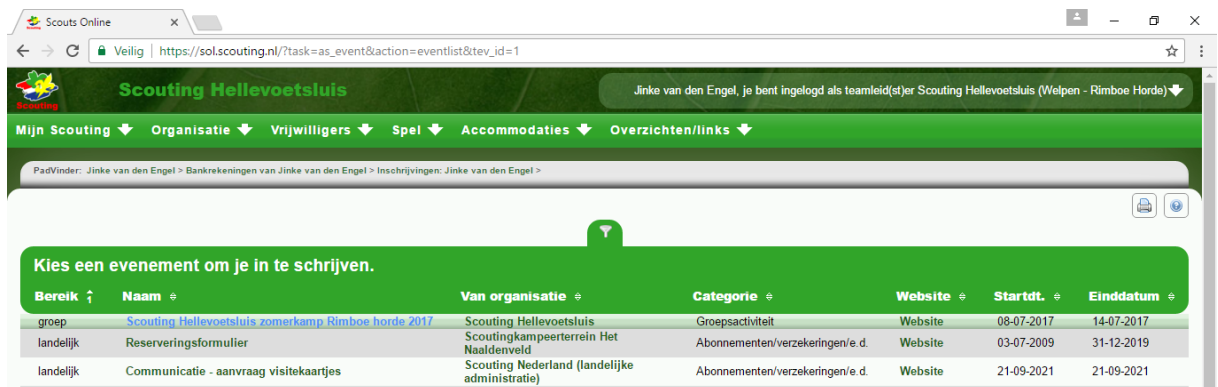 Scouts Online
Veilig | https://sol.scouting.nl/?task=as_event&action=eventlist&tev_id=1
Scouting
Scouting Hellevoetsluis
Jinke van den Engel, je bent ingelogd als teamleid(st)er Scouting Hellevoetsluis (Welpen - Rimboe Horde)
Mijn Scouting Organisatie Vrijwilligers Spel Accommodaties Overzichten/links
PadVinder: Jinke van den Engel > Bankrekeningen van Jinke van den Engel > Inschrijvingen: Jinke van den Engel >
Kies een evenement om je in te schrijven.
Bereik 1 Naam Van organisatie Categorie Website Startdt. Einddatum
groep Scouting Hellevoetsluis zomerkamp Rimboe horde 2017 Scouting Hellevoetsluis Groepsactiviteit Website 08-07-2017 14-07-2017
landelijk Reserveringsformulier Scoutingkampeerterrein Het Naaldenveld Abonnementen/verzekeringen/e.d. Website 03-07-2009 31-12-2019
landelijk Communicatie - aanvraag visitekaartjes Scouting Nederland (landelijke administratie) Abonnementen/verzekeringen/e.d. Website 21-09-2021 21-09-2021